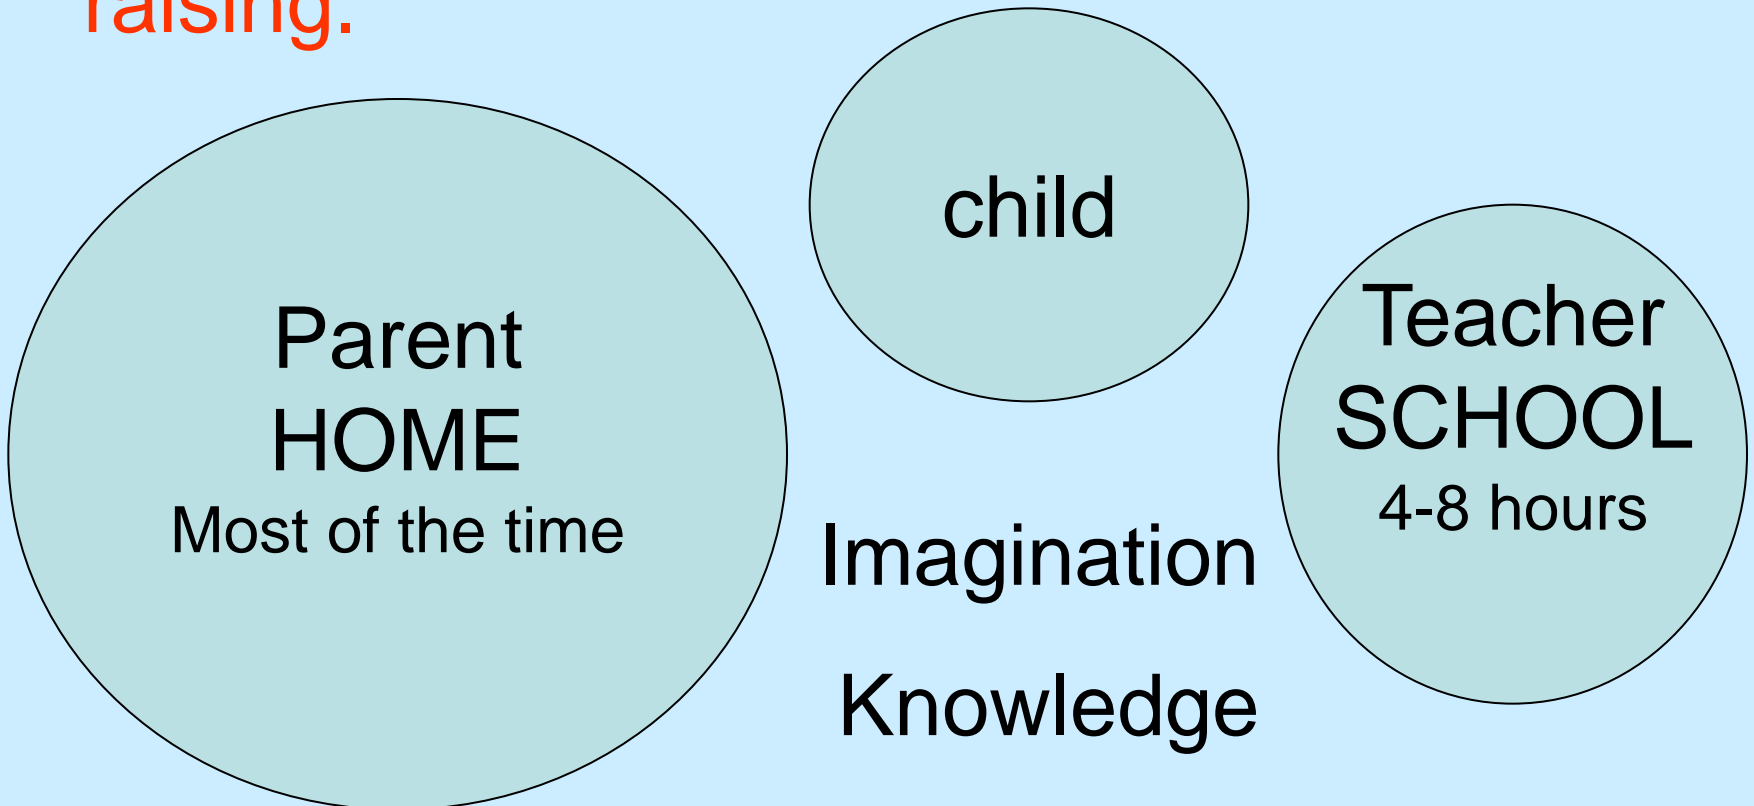 raising.
child
Parent
HOME
Most of the time
Teacher
SCHOOL
4-8 hours
Imagination
Knowledge